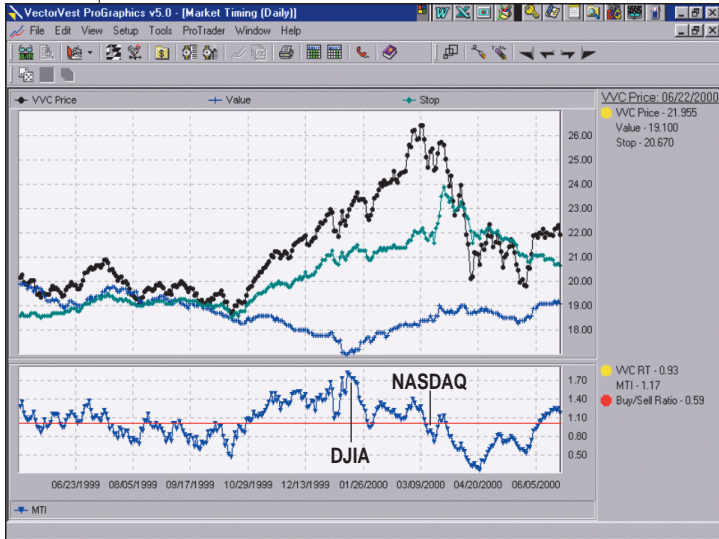 VectorVest ProGraphics v5.0 - [Market Timing (Daily)]
File Edit View Setup Tools ProTrader Window Help
VVC Price Value Stop
VVC Price: 06/22/2000
VVC Price - 21.955
Value - 19.100
Stop - 20.670
26.00
25.00
24.00
23.00
22.00
21.00
20.00
19.00
18.00
VVC RT - 0.93
MTI - 1.17
Buy/Sell Ratio - 0.59
1.70
1.40
1.10
0.80
0.50
NASDAQ
DJIA
06/23/1999 08/05/1999 09/17/1999 10/29/1999 12/13/1999 01/26/2000 03/09/2000 04/20/2000 06/05/2000
MTI